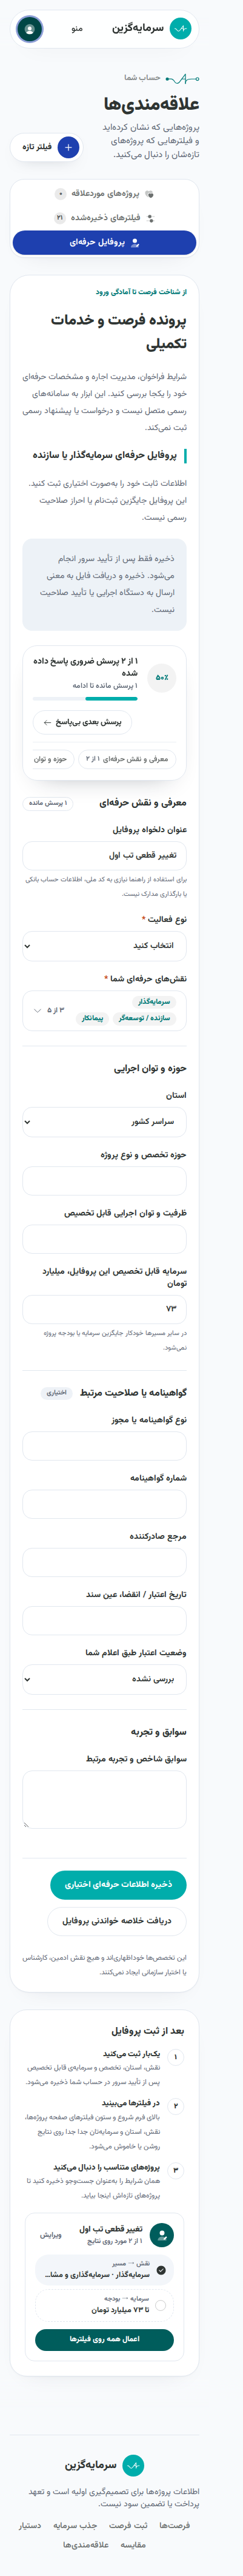 سرمایه‌گزین
منو
حساب شما
علاقه‌مندی‌ها
پروژه‌هایی که نشان کرده‌اید
و فیلترهایی که پروژه‌های
تازه‌شان را دنبال می‌کنید.
فیلتر تازه
پروژه‌های موردعلاقه ۰
فیلترهای ذخیره‌شده ۲۱
پروفایل حرفه‌ای
از شناخت فرصت تا آمادگی ورود
پرونده فرصت و خدمات
تکمیلی
شرایط فراخوان، مدیریت اجاره و مشخصات حرفه‌ای
خود را یکجا بررسی کنید. این ابزار به سامانه‌های
رسمی متصل نیست و درخواست یا پیشنهاد رسمی
ثبت نمی‌کند.
پروفایل حرفه‌ای سرمایه‌گذار یا سازنده
اطلاعات ثابت خود را به‌صورت اختیاری ثبت کنید.
این پروفایل جایگزین ثبت‌نام یا احراز صلاحیت
رسمی نیست.
ذخیره فقط پس از تأیید سرور انجام
می‌شود. ذخیره و دریافت فایل به معنی
ارسال به دستگاه اجرایی یا تأیید صلاحیت
نیست.
۵۰٪
۱ از ۲ پرسش ضروری پاسخ داده
شده
۱ پرسش مانده تا ادامه
پرسش بعدی بی‌پاسخ ←
معرفی و نقش حرفه‌ای ۱ از ۲
حوزه و توان
معرفی و نقش حرفه‌ای
۱ پرسش مانده
عنوان دلخواه پروفایل
تغییر قطعی تب اول
برای استفاده از راهنما نیازی به کد ملی، اطلاعات حساب بانکی
یا بارگذاری مدارک نیست.
نوع فعالیت *
انتخاب کنید
نقش‌های حرفه‌ای شما *
سرمایه‌گذار
سازنده / توسعه‌گر
پیمانکار
۳ از ۵
حوزه و توان اجرایی
استان
سراسر کشور
حوزه تخصص و نوع پروژه
ظرفیت و توان اجرایی قابل تخصیص
سرمایه قابل تخصیص این پروفایل، میلیارد
تومان
۷۳
در سایر مسیرها خودکار جایگزین سرمایه یا بودجه پروژه
نمی‌شود.
گواهینامه یا صلاحیت مرتبط
اختیاری
نوع گواهینامه یا مجوز
شماره گواهینامه
مرجع صادرکننده
تاریخ اعتبار / انقضا، عین سند
وضعیت اعتبار طبق اعلام شما
بررسی نشده
سوابق و تجربه
سوابق شاخص و تجربه مرتبط
ذخیره اطلاعات حرفه‌ای اختیاری
دریافت خلاصه خواندنی پروفایل
این تخصص‌ها خوداظهاری‌اند و هیچ نقش ادمین، کارشناس
یا اختیار سازمانی ایجاد نمی‌کنند.
بعد از ثبت پروفایل
۱
یک‌بار ثبت می‌کنید
نقش، استان، تخصص و سرمایه‌ی قابل تخصیص
پس از تأیید سرور در حساب شما ذخیره می‌شود.
۲
در فیلترها می‌بینید
بالای فرم شروع و ستون فیلترهای صفحه پروژه‌ها،
نقش، استان و سرمایه‌تان جدا جدا روی نتایج
روشن یا خاموش می‌شود.
۳
پروژه‌های متناسب را دنبال می‌کنید
همان شرایط را به‌عنوان جست‌وجو ذخیره کنید تا
پروژه‌های تازه‌اش اینجا بیاید.
تغییر قطعی تب اول
۱ از ۲ مورد روی نتایج
ویرایش
نقش ← مسیر
سرمایه‌گذار · سرمایه‌گذاری و مشا...
سرمایه ← بودجه
تا ۷۳ میلیارد تومان
اعمال همه روی فیلترها
سرمایه‌گزین
اطلاعات پروژه‌ها برای تصمیم‌گیری اولیه است و تعهد
پرداخت یا تضمین سود نیست.
فرصت‌ها
ثبت فرصت
جذب سرمایه
دستیار
مقایسه
علاقه‌مندی‌ها